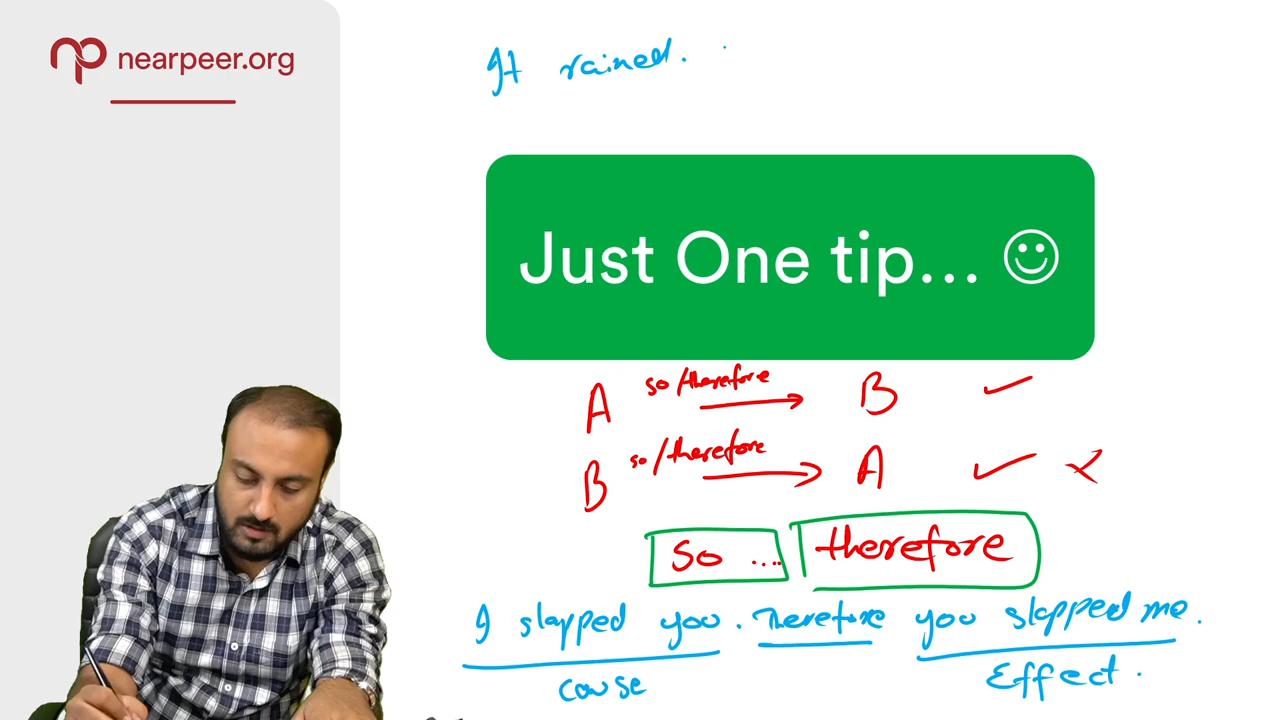 nearpeer.org
It rained.
Just One tip... ☺
A so/therefore → B ✓
B so/therefore → A ✓ ×
So .... therefore
I slapped you. Therefore you slapped me.
cause Effect.